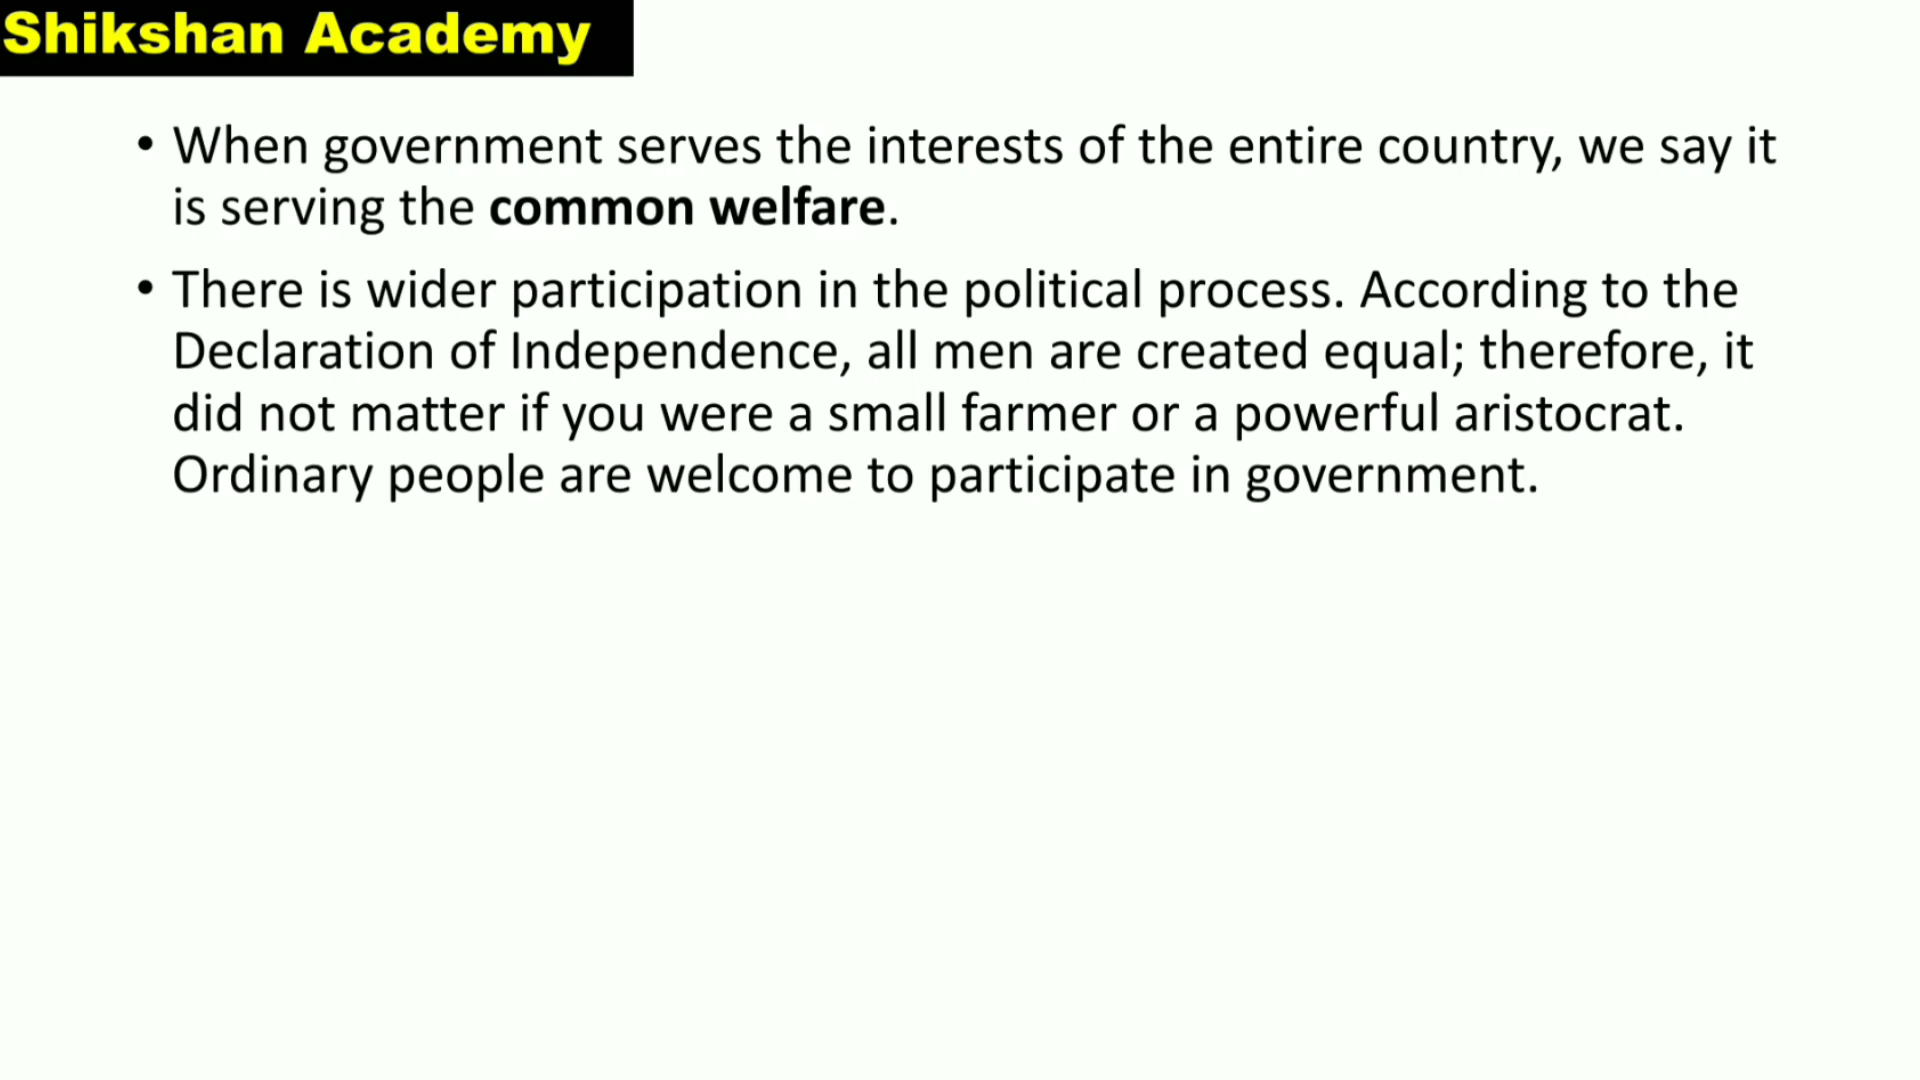 Shikshan Academy
• When government serves the interests of the entire country, we say it
is serving the common welfare.
• There is wider participation in the political process. According to the
Declaration of Independence, all men are created equal; therefore, it
did not matter if you were a small farmer or a powerful aristocrat.
Ordinary people are welcome to participate in government.